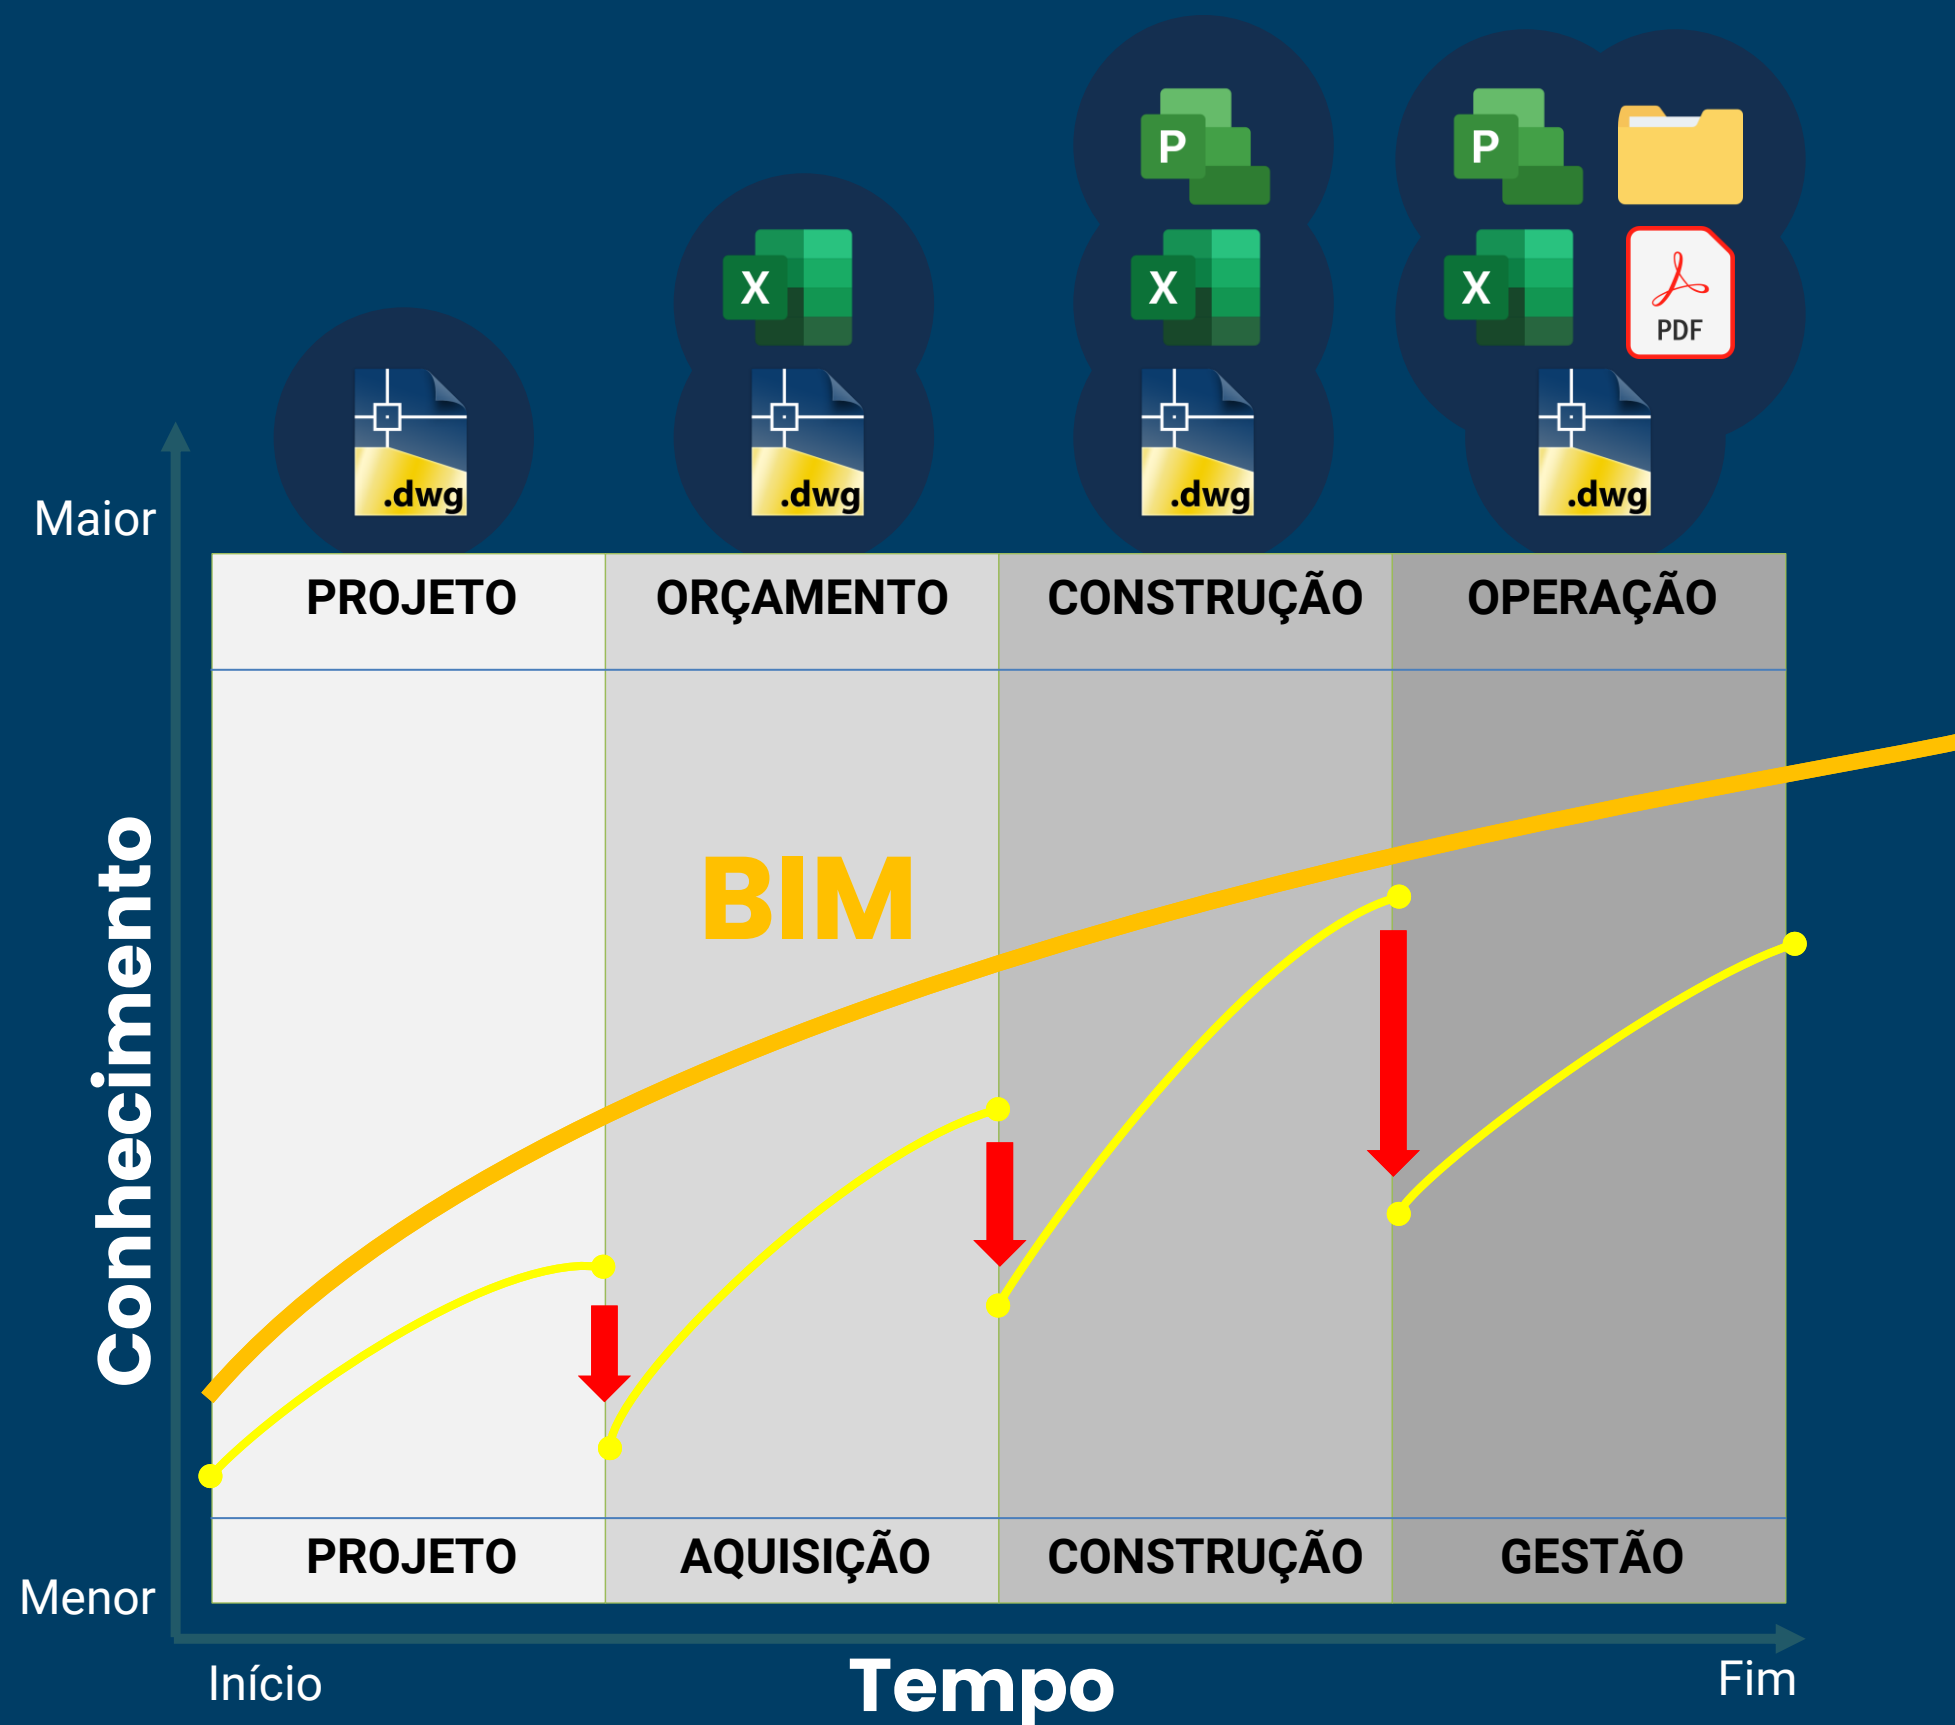 P
P
X
X
X
PDF
.dwg
.dwg
.dwg
.dwg
Maior
PROJETO
ORÇAMENTO
CONSTRUÇÃO
OPERAÇÃO
BIM
Conhecimento
PROJETO
AQUISIÇÃO
CONSTRUÇÃO
GESTÃO
Menor
Início
Tempo
Fim